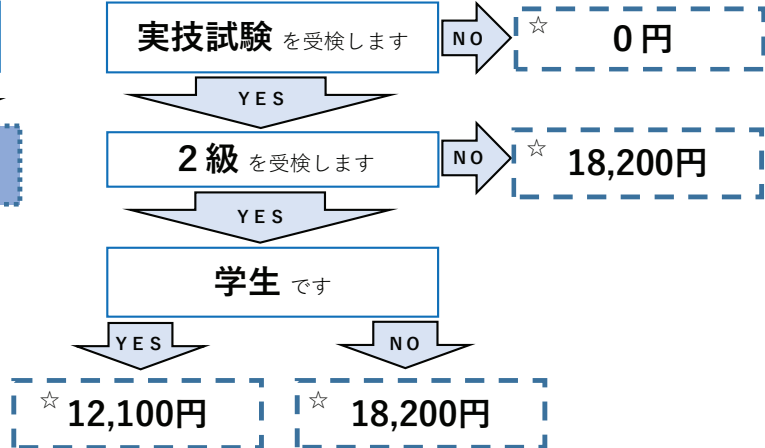 実技試験 を受検します
NO
☆ 0円
YES
2級 を受検します
NO
☆ 18,200円
YES
学生 です
YES
NO
☆ 12,100円
☆ 18,200円